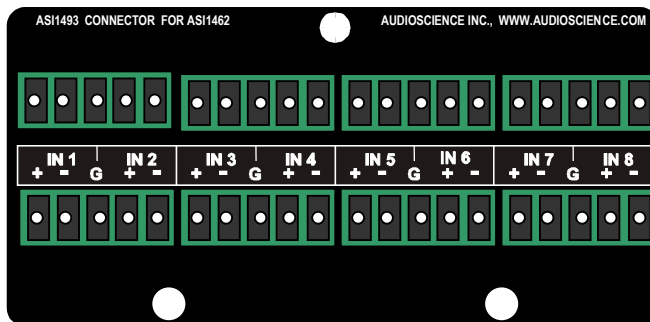 ASI1493 CONNECTOR FOR ASI1462
AUDIOSCIENCE INC., WWW.AUDIOSCIENCE.COM
IN 1 IN 2 IN 3 IN 4 IN 5 IN 6 IN 7 IN 8
+ - G + - + - G + - + - G + - + - G + -